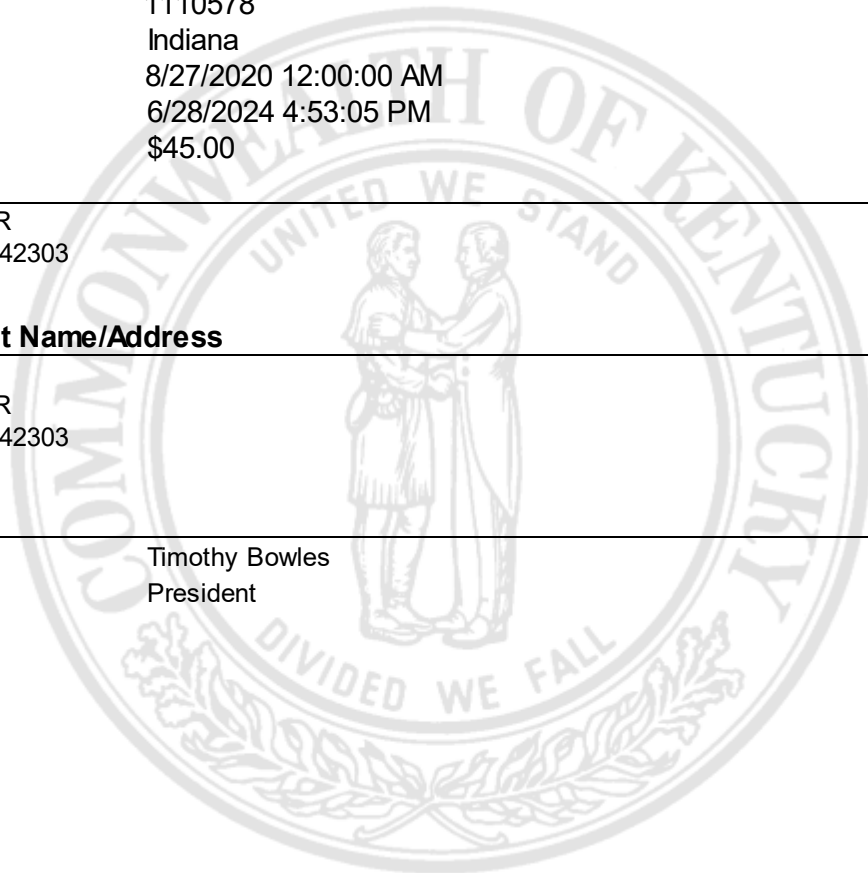 1110578
Indiana
8/27/2020 12:00:00 AM
6/28/2024 4:53:05 PM
$45.00
R
42303
t Name/Address
R
42303
Timothy Bowles
President
COMMONWEALTH OF KENTUCKY
UNITED WE STAND
DIVIDED WE FALL